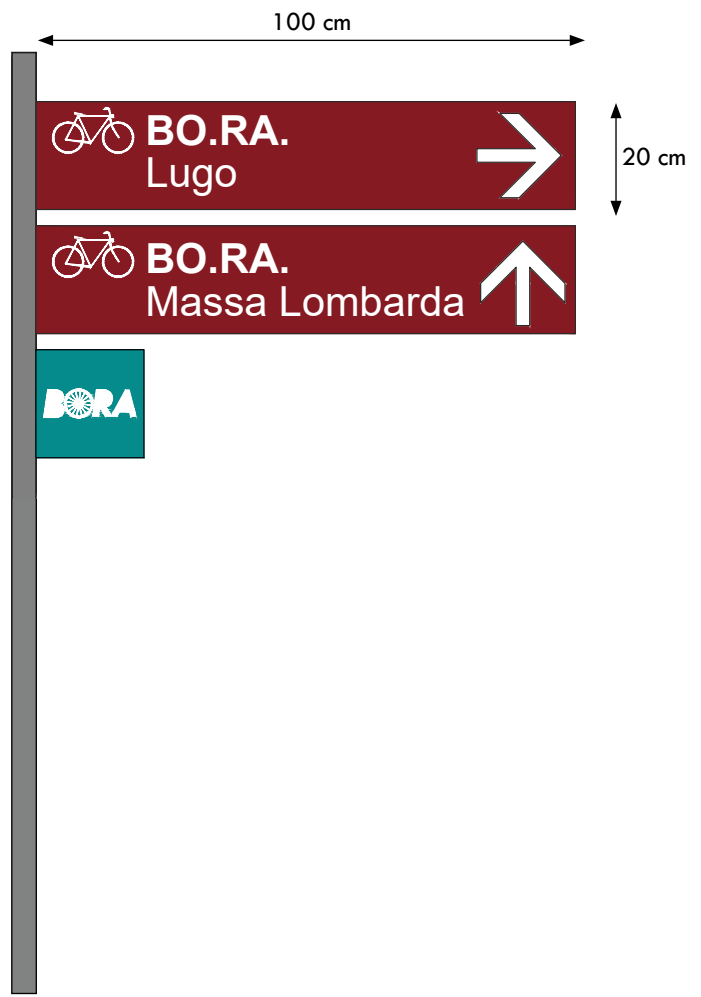 100 cm
BO.RA.
Lugo
20 cm
BO.RA.
Massa Lombarda
BORA